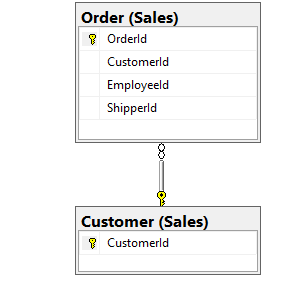 Order (Sales)
OrderId
CustomerId
EmployeeId
ShipperId
Customer (Sales)
CustomerId